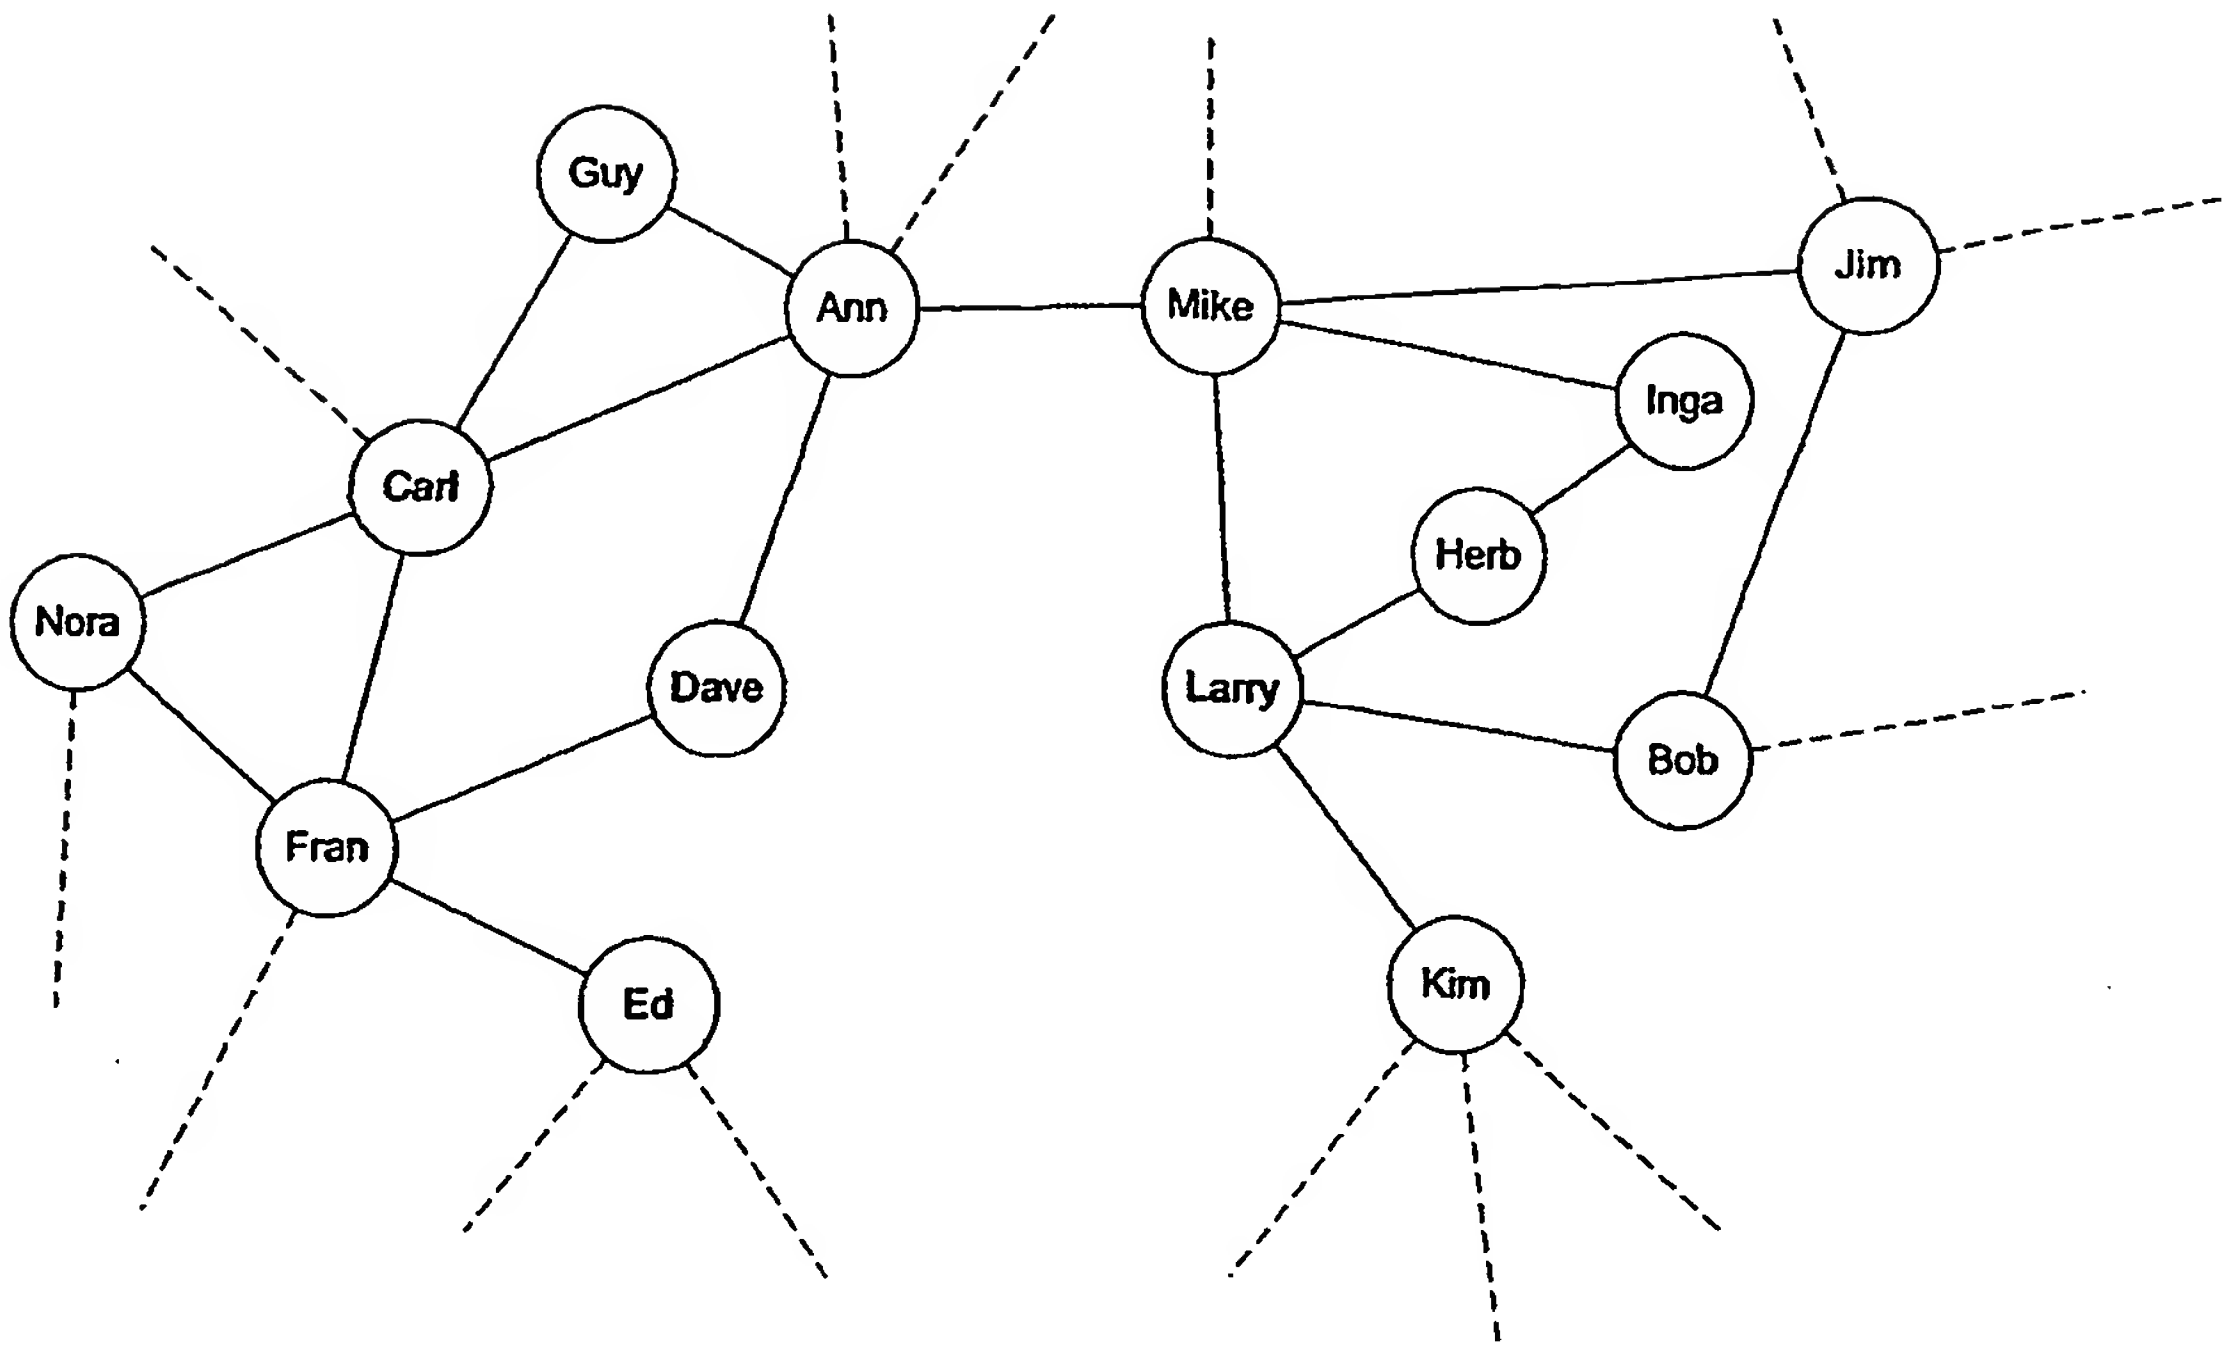 Guy
Ann
Mike
Jim
Inga
Carl
Herb
Nora
Dave
Larry
Bob
Fran
Kim
Ed